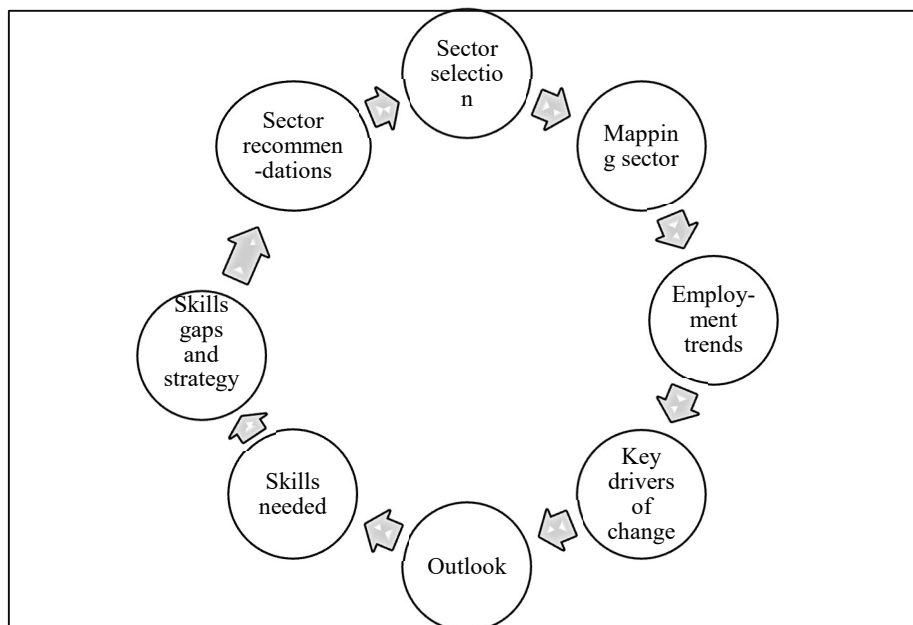 Sector
selectio
n
Mappin
g sector
Employ-
ment
trends
Key
drivers
of
change
Outlook
Skills
needed
Skills
gaps
and
strategy
Sector
recommen
-dations